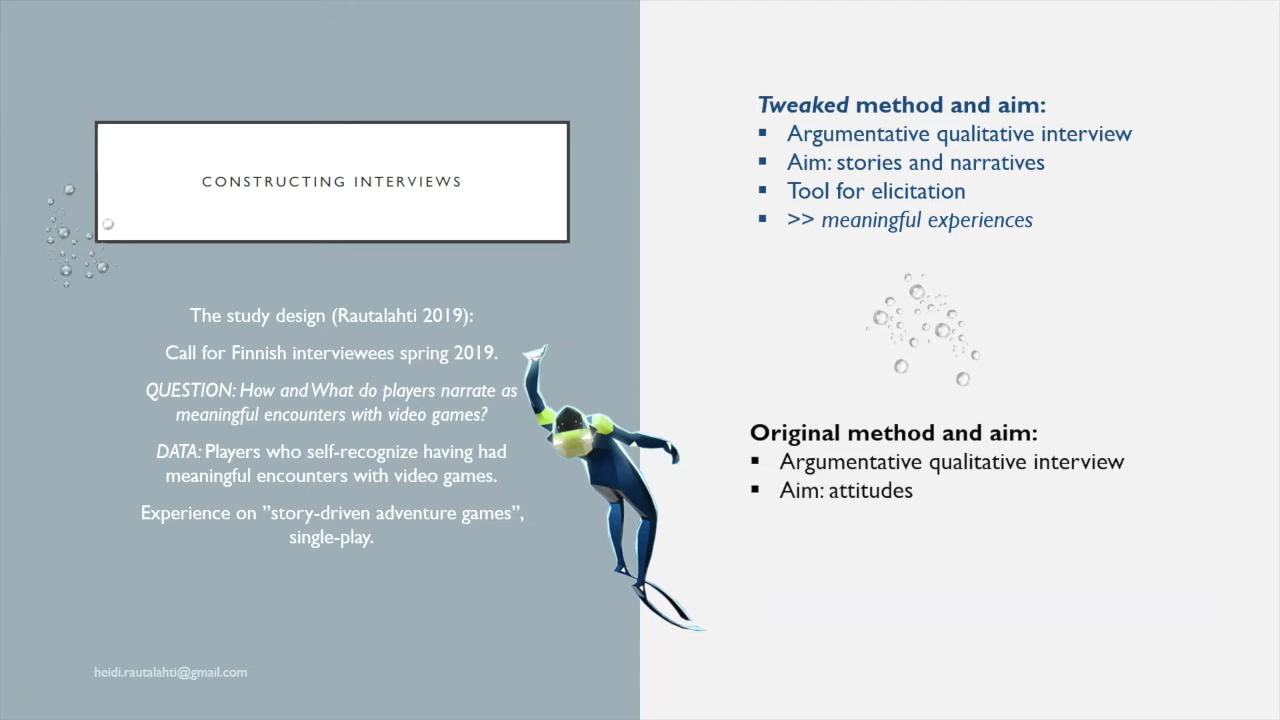 CONSTRUCTING INTERVIEWS
The study design (Rautalahti 2019):
Call for Finnish interviewees spring 2019.
QUESTION: How and What do players narrate as
meaningful encounters with video games?
DATA: Players who self-recognize having had
meaningful encounters with video games.
Experience on ”story-driven adventure games”,
single-play.
heidi.rautalahti@gmail.com
Tweaked method and aim:
▪ Argumentative qualitative interview
▪ Aim: stories and narratives
▪ Tool for elicitation
▪ >> meaningful experiences
Original method and aim:
▪ Argumentative qualitative interview
▪ Aim: attitudes